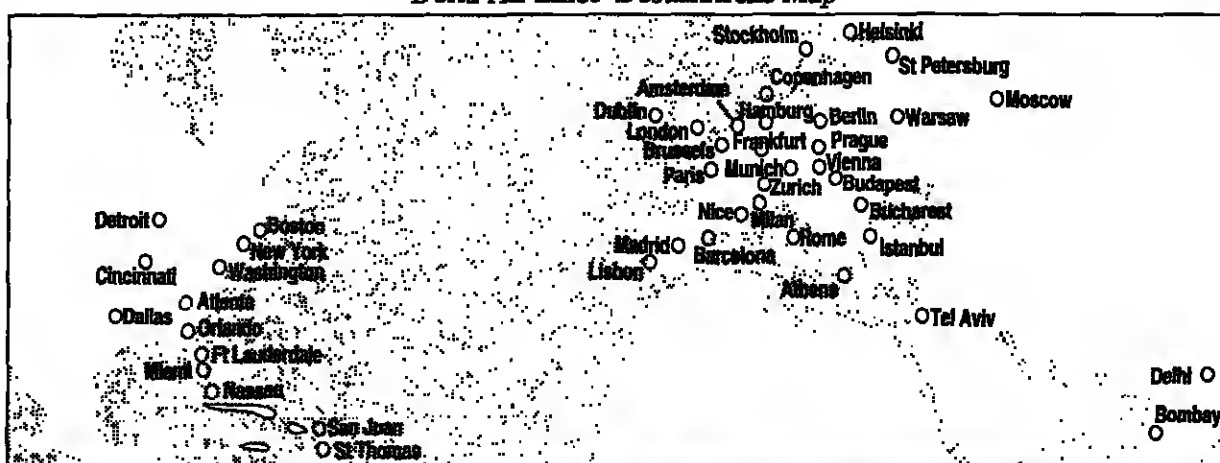 Stockholm
Helsinki
St Petersburg
Copenhagen
Amsterdam
Moscow
Dublin
Hamburg
Berlin
Warsaw
London
Frankfurt
Prague
Brussels
Paris
Munich
Vienna
Zurich
Budapest
Nice
Milan
Bucharest
Detroit
Boston
New York
Madrid
Barcelona
Rome
Istanbul
Cincinnati
Washington
Lisbon
Athens
Atlanta
Dallas
Orlando
Tel Aviv
Ft Lauderdale
Miami
Nassau
Delhi
Bombay
San Juan
St Thomas